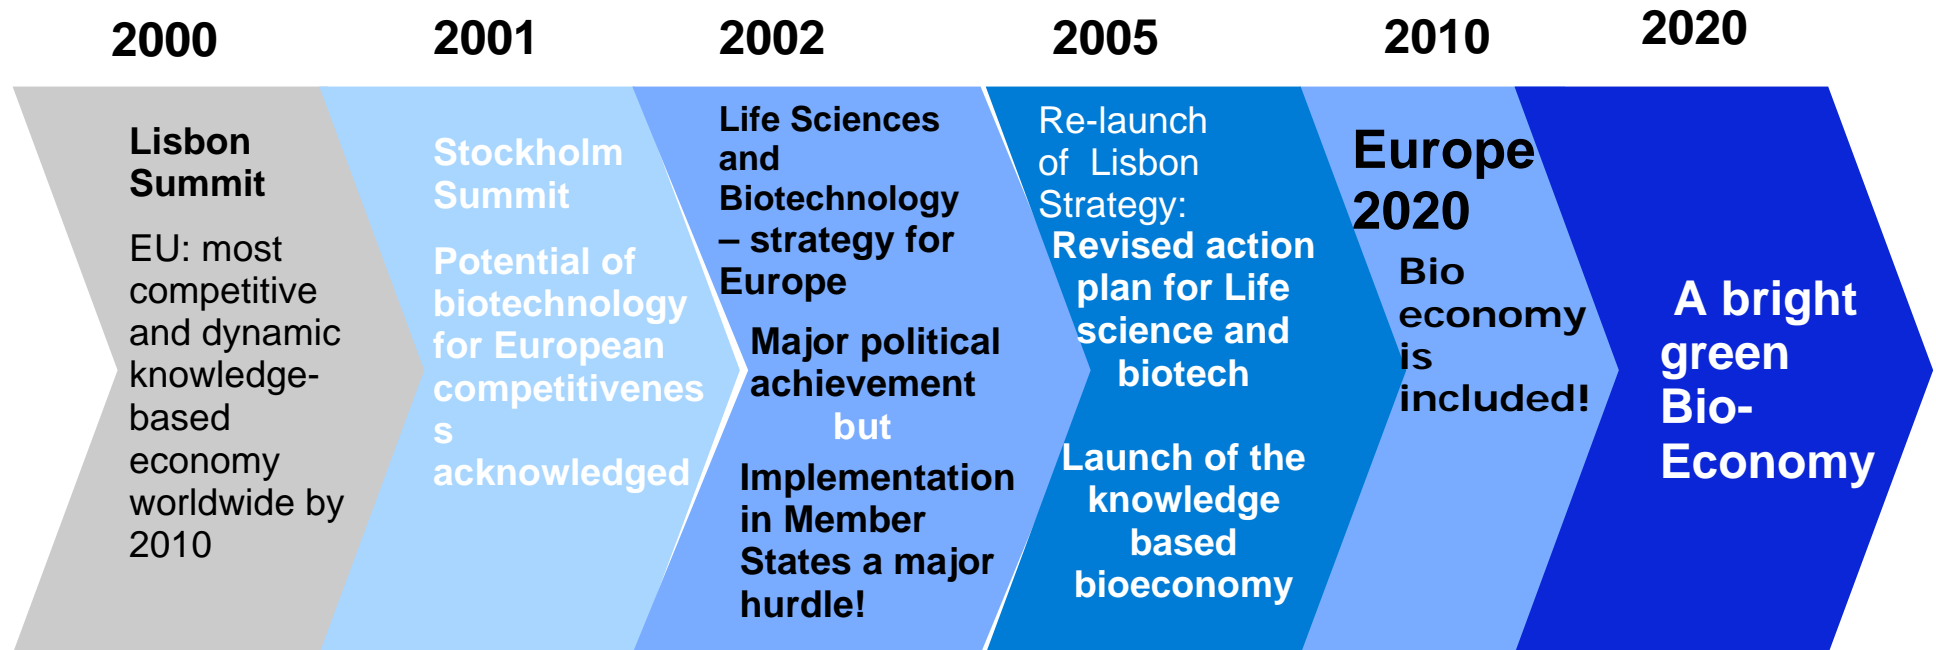 2000
2001
2002
2005
2010
2020
Lisbon
Summit
EU: most
competitive
and dynamic
knowledge-
based
economy
worldwide by
2010
Stockholm
Summit
Potential of
biotechnology
for European
competitivenes
s
acknowledged
Life Sciences
and
Biotechnology
– strategy for
Europe
Major political
achievement
but
Implementation
in Member
States a major
hurdle!
Re-launch
of Lisbon
Strategy:
Revised action
plan for Life
science and
biotech
Launch of the
knowledge
based
bioeconomy
Europe
2020
Bio
economy
is
included!
A bright
green
Bio-
Economy